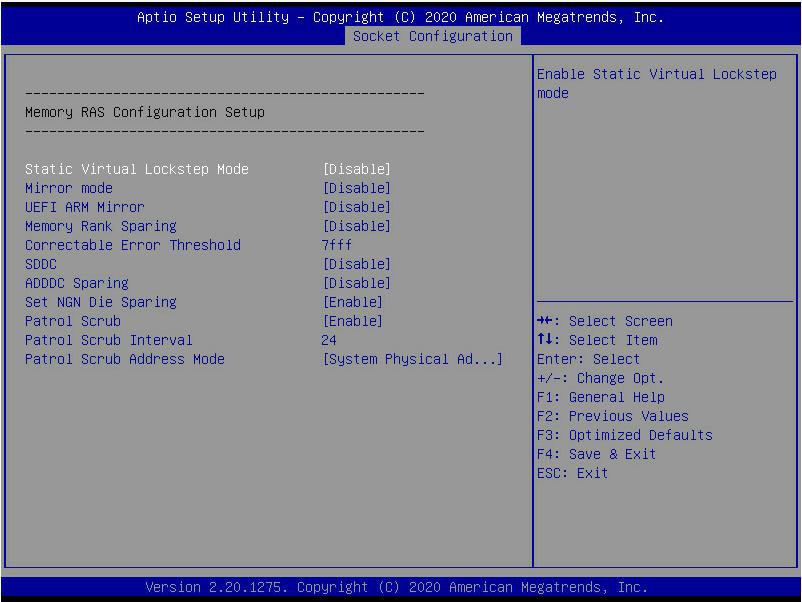 Aptio Setup Utility – Copyright (C) 2020 American Megatrends, Inc.
Socket Configuration
--------------------------------------------------
Memory RAS Configuration Setup
--------------------------------------------------
Static Virtual Lockstep Mode [Disable]
Mirror mode [Disable]
UEFI ARM Mirror [Disable]
Memory Rank Sparing [Disable]
Correctable Error Threshold 7fff
SDDC [Disable]
ADDDC Sparing [Disable]
Set NGN Die Sparing [Enable]
Patrol Scrub [Enable]
Patrol Scrub Interval 24
Patrol Scrub Address Mode [System Physical Ad...]
Enable Static Virtual Lockstep
mode
→←: Select Screen
↑↓: Select Item
Enter: Select
+/-: Change Opt.
F1: General Help
F2: Previous Values
F3: Optimized Defaults
F4: Save & Exit
ESC: Exit
Version 2.20.1275. Copyright (C) 2020 American Megatrends, Inc.